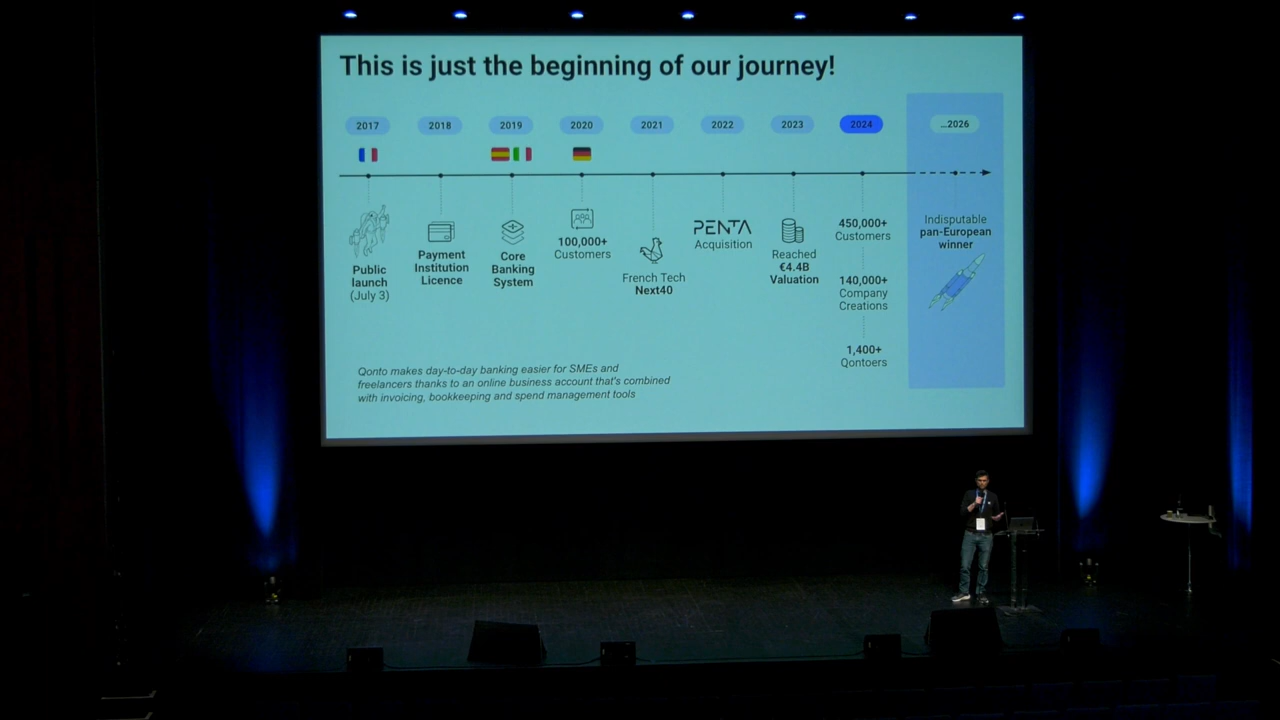 This is just the beginning of our journey!
2017
2018
2019
2020
2021
2022
2023
2024
...2026
Public
launch
(July 3)
Payment
Institution
Licence
Core
Banking
System
100,000+
Customers
French Tech
Next40
PENTA
Acquisition
Reached
€4.4B
Valuation
450,000+
Customers
140,000+
Company
Creations
1,400+
Qontoers
Indisputable
pan-European
winner
Qonto makes day-to-day banking easier for SMEs and
freelancers thanks to an online business account that's combined
with invoicing, bookkeeping and spend management tools